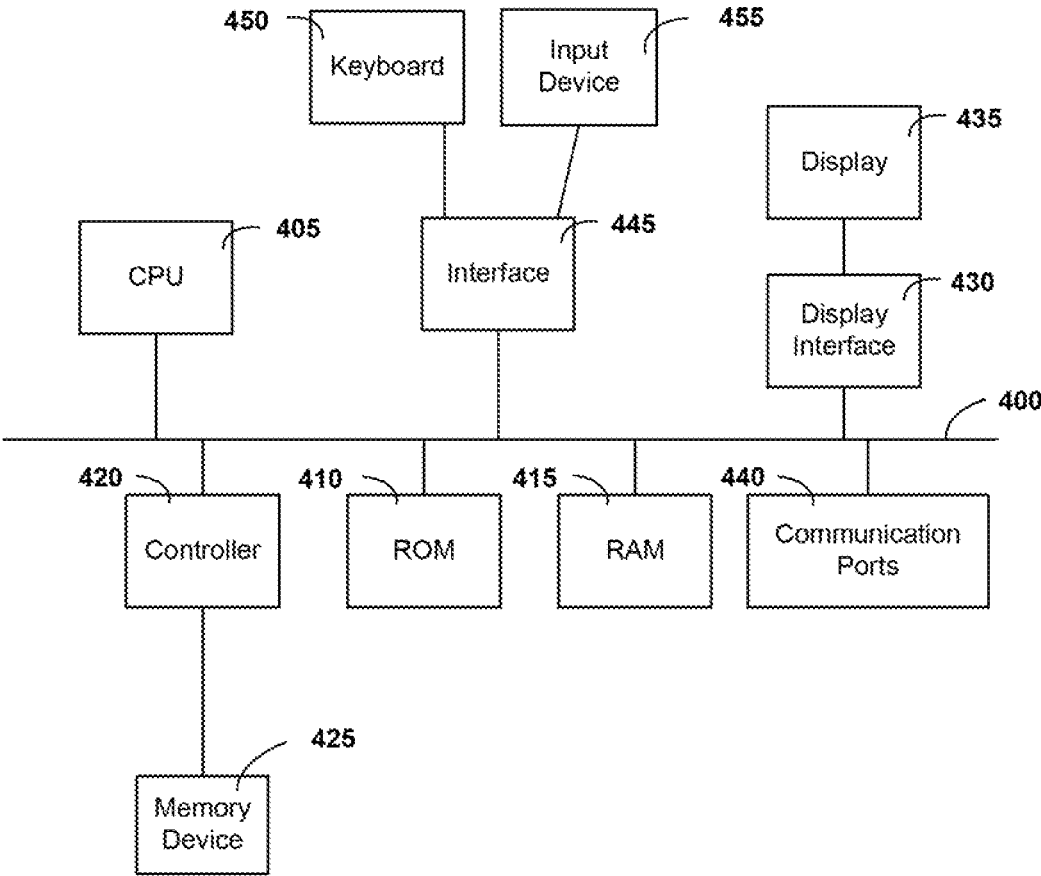 450
Keyboard
455
Input
Device
435
Display
405
CPU
445
Interface
430
Display
Interface
400
420
Controller
410
ROM
415
RAM
440
Communication
Ports
425
Memory
Device